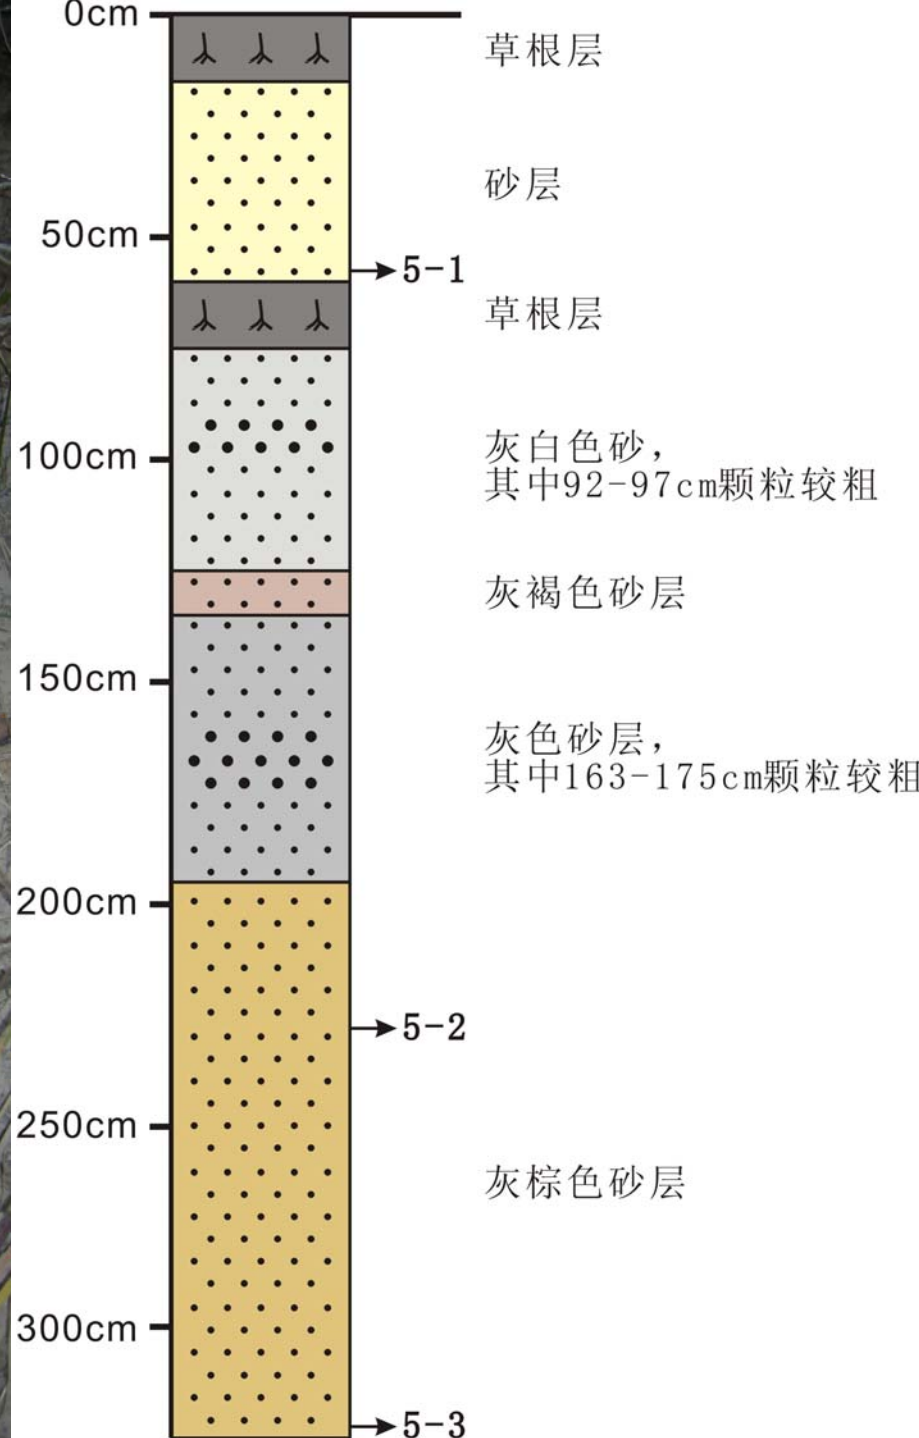 0cm
草根层
砂层
50cm
5-1
草根层
100cm
灰白色砂，
其中92-97cm颗粒较粗
灰褐色砂层
150cm
灰色砂层，
其中163-175cm颗粒较粗
200cm
5-2
250cm
灰棕色砂层
300cm
5-3